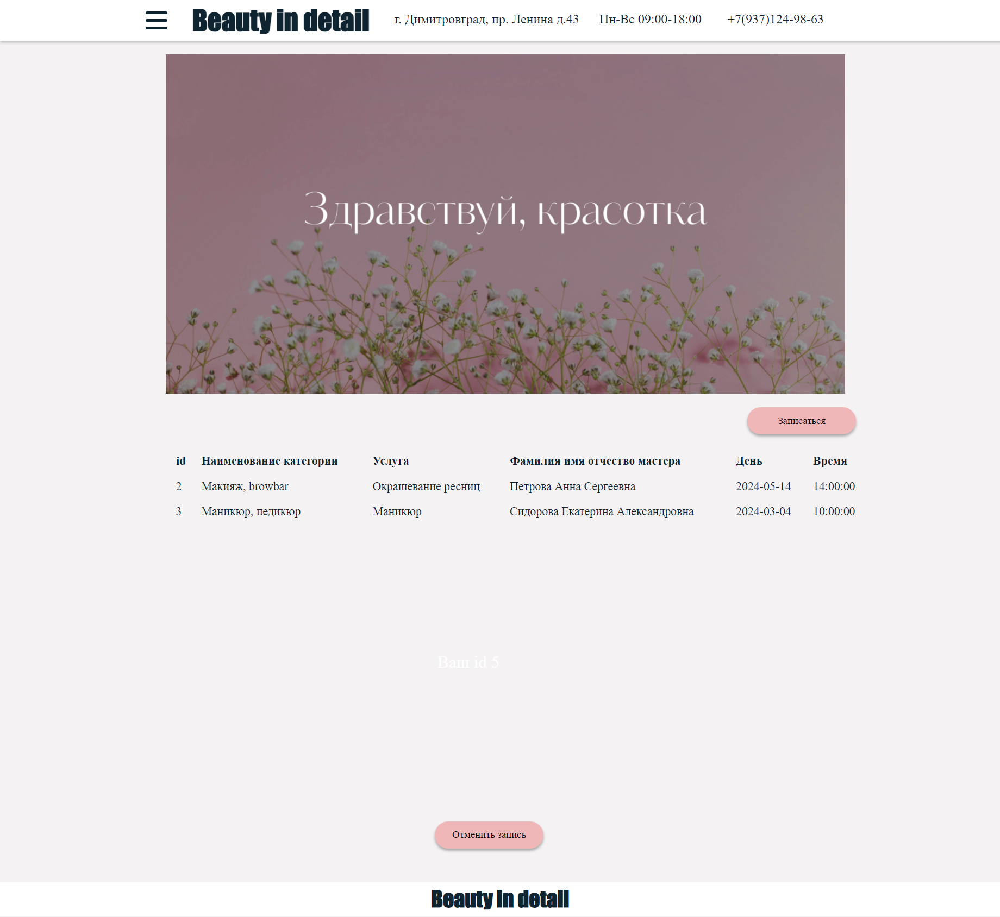 Beauty in detail г. Димитровград, пр. Ленина д.43 Пн-Вс 09:00-18:00 +7(937)124-98-63
Здравствуй, красотка
Записаться
id Наименование категории Услуга Фамилия имя отчество мастера День Время
2 Макияж, browbar Окрашевание ресниц Петрова Анна Сергеевна 2024-05-14 14:00:00
3 Маникюр, педикюр Маникюр Сидорова Екатерина Александровна 2024-03-04 10:00:00
Ваш id 5
Отменить запись
Beauty in detail